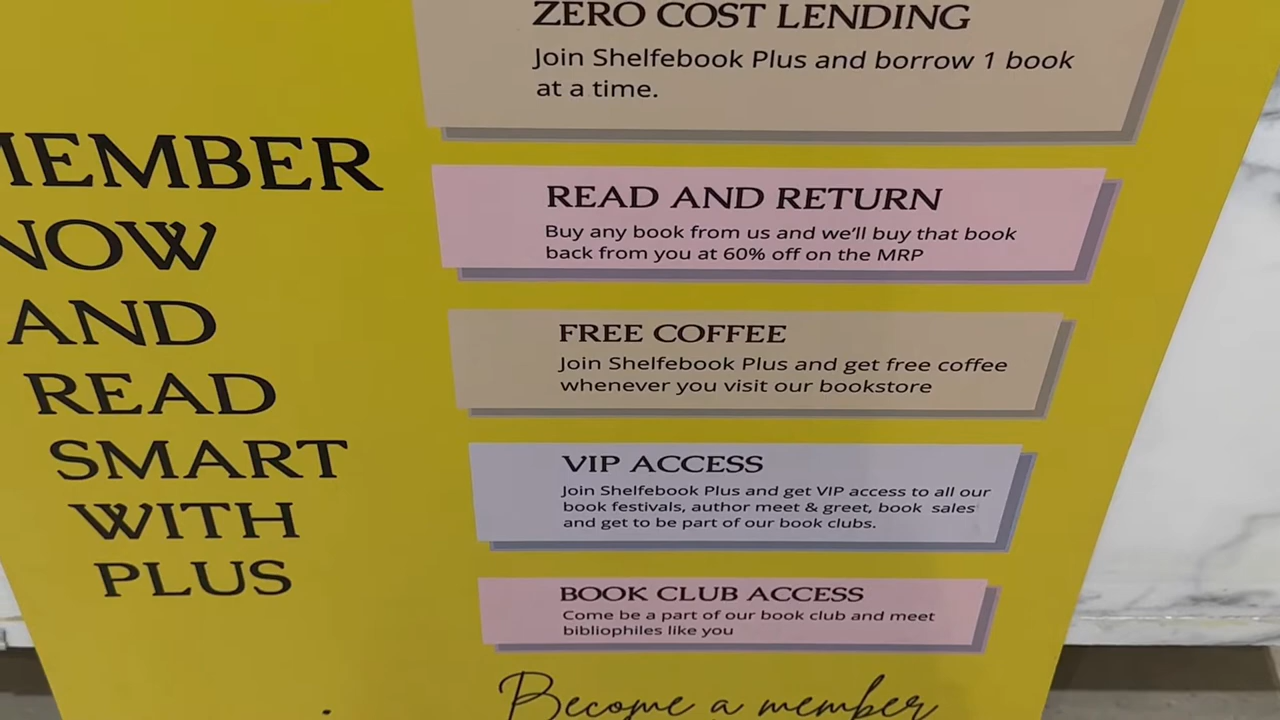 MEMBER
NOW
AND
READ
SMART
WITH
PLUS
ZERO COST LENDING
Join Shelfebook Plus and borrow 1 book
at a time.
READ AND RETURN
Buy any book from us and we'll buy that book
back from you at 60% off on the MRP
FREE COFFEE
Join Shelfebook Plus and get free coffee
whenever you visit our bookstore
VIP ACCESS
Join Shelfebook Plus and get VIP access to all our
book festivals, author meet & greet, book sales
and get to be part of our book clubs.
BOOK CLUB ACCESS
Come be a part of our book club and meet
bibliophiles like you
Become a member